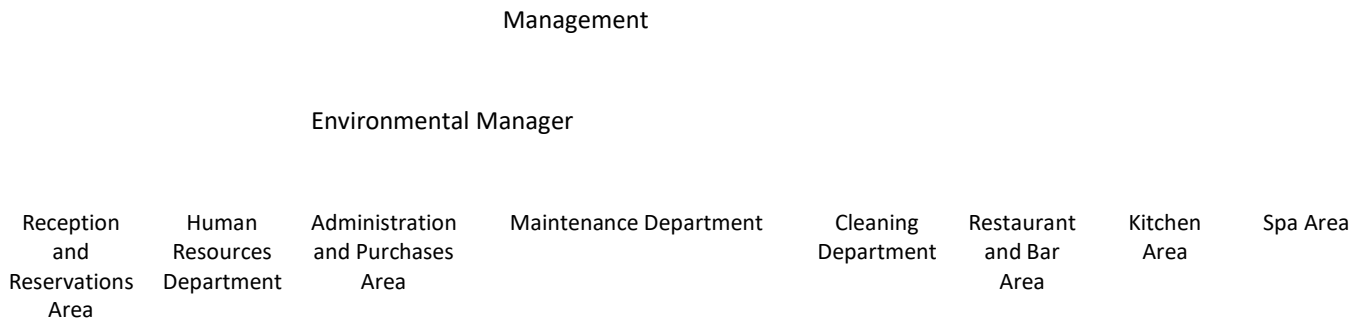 Management
Environmental Manager
Reception
and
Reservations
Area
Human
Resources
Department
Administration
and Purchases
Area
Maintenance Department
Cleaning
Department
Restaurant
and Bar
Area
Kitchen
Area
Spa Area